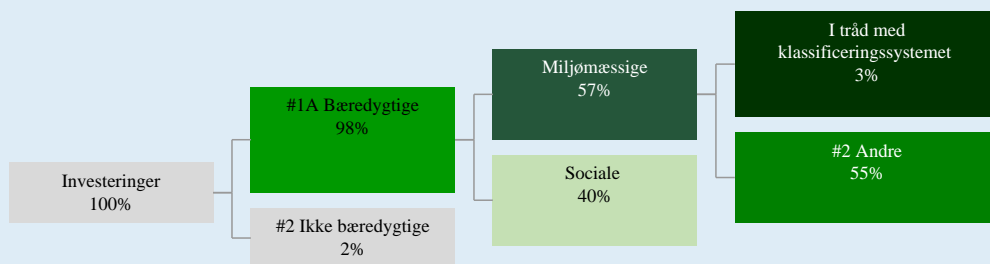 Investeringer
100%
#1A Bæredygtige
98%
#2 Ikke bæredygtige
2%
Miljømæssige
57%
Sociale
40%
I tråd med
klassificeringssystemet
3%
#2 Andre
55%